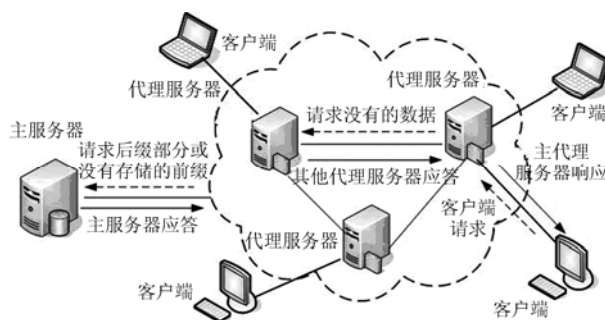 客户端
代理服务器
代理服务器
客户端
主服务器
请求没有的数据
请求后缀部分或
没有存储的前缀
其他代理服务器应答
主代理
服务器响应
主服务器应答
客户端
请求
代理服务器
客户端
客户端